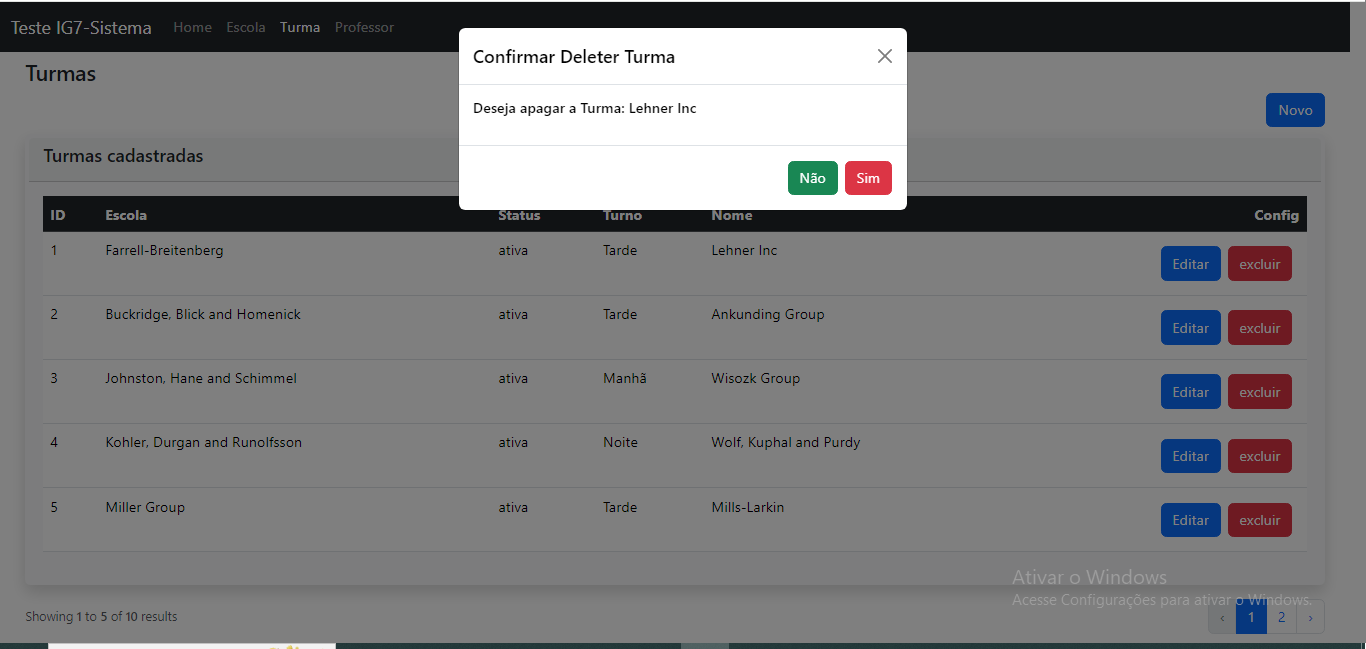 Teste IG7-Sistema Home Escola Turma Professor
Confirmar Deleter Turma
Turmas
Deseja apagar a Turma: Lehner Inc
Novo
Turmas cadastradas
Não Sim
ID Escola Status Turno Nome Config
1 Farrell-Breitenberg ativa Tarde Lehner Inc Editar excluir
2 Buckridge, Blick and Homenick ativa Tarde Ankunding Group Editar excluir
3 Johnston, Hane and Schimmel ativa Manhã Wisozk Group Editar excluir
4 Kohler, Durgan and Runolfsson ativa Noite Wolf, Kuphal and Purdy Editar excluir
5 Miller Group ativa Tarde Mills-Larkin Editar excluir
Ativar o Windows
Acesse Configurações para ativar o Windows.
Showing 1 to 5 of 10 results ‹ 1 2 ›